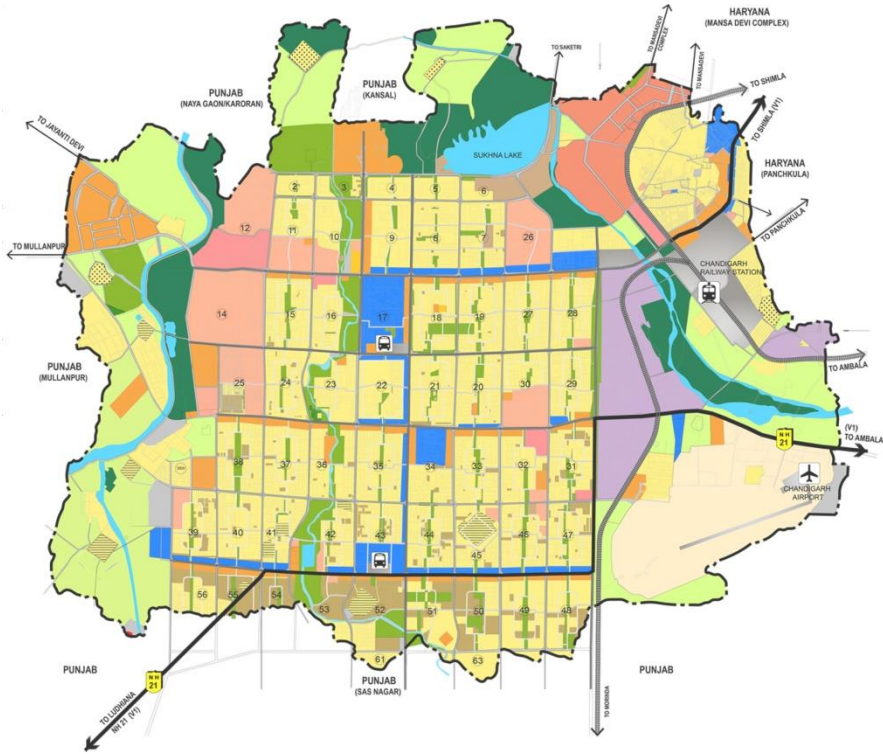 HARYANA
(MANSA DEVI COMPLEX)
TO MANSADEVI
COMPLEX
TO MANSADEVI
TO SAKETRI
TO SHIMLA
TO SHIMLA (V1)
PUNJAB
(NAYA GAON/KARORAN)
PUNJAB
(KANSAL)
TO JAYANTI DEVI
SUKHNA LAKE
HARYANA
(PANCHKULA)
TO PANCHKULA
TO MULLANPUR
2
3
4
5
6
12
11
10
9
8
7
26
CHANDIGARH
RAILWAY STATION
14
15
16
17
18
19
27
28
PUNJAB
(MULLANPUR)
25
24
23
22
21
20
30
29
TO AMBALA
NH
21
(V1)
TO AMBALA
38
37
36
35
34
33
32
31
CHANDIGARH
AIRPORT
39
40
41
42
43
44
45
46
47
56
55
54
53
52
51
50
49
48
61
63
PUNJAB
NH
21
PUNJAB
(SAS NAGAR)
PUNJAB
TO LUDHIANA
NH 21 (V1)
TO MORINDA